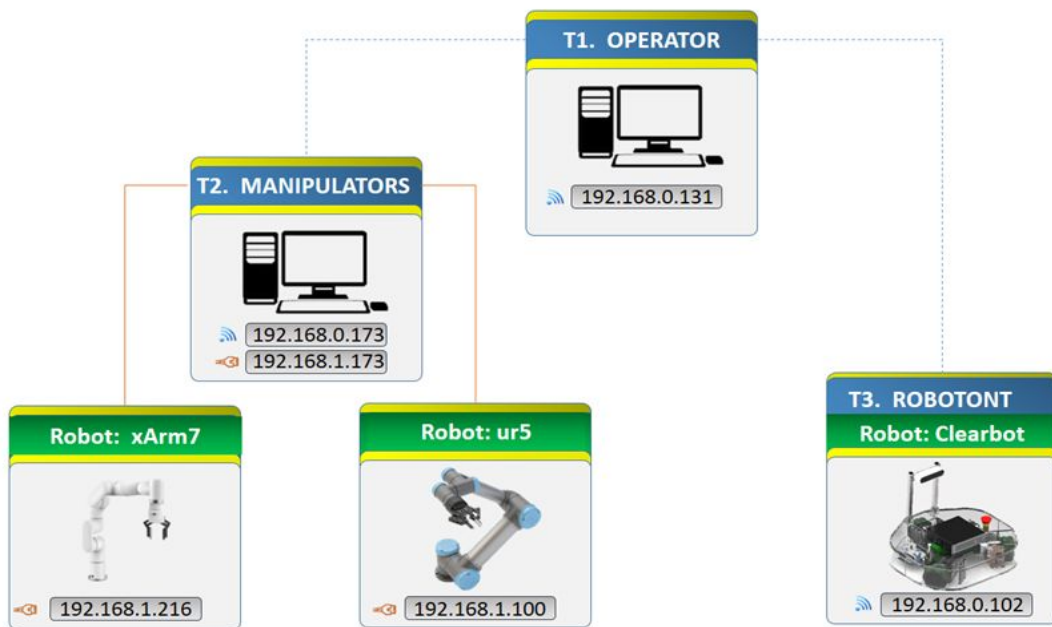 T1. OPERATOR
192.168.0.131
T2. MANIPULATORS
192.168.0.173
192.168.1.173
Robot: xArm7
192.168.1.216
Robot: ur5
192.168.1.100
T3. ROBOTONT
Robot: Clearbot
192.168.0.102